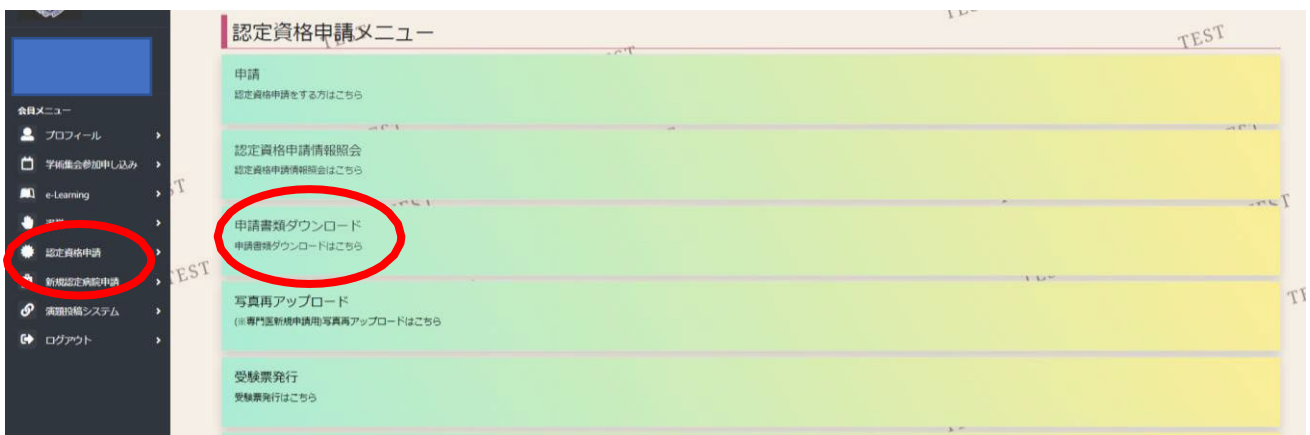 認定資格申請メニュー
TEST
会員メニュー
プロフィール
学術集会参加申し込み
e-Learning
認定資格申請
新規認定病院申請
演題投稿システム
ログアウト
申請
認定資格申請をする方はこちら
認定資格申請情報照会
認定資格申請情報照会はこちら
申請書類ダウンロード
申請書類ダウンロードはこちら
写真再アップロード
(※専門医新規申請用)写真再アップロードはこちら
受験票発行
受験票発行はこちら
TEST